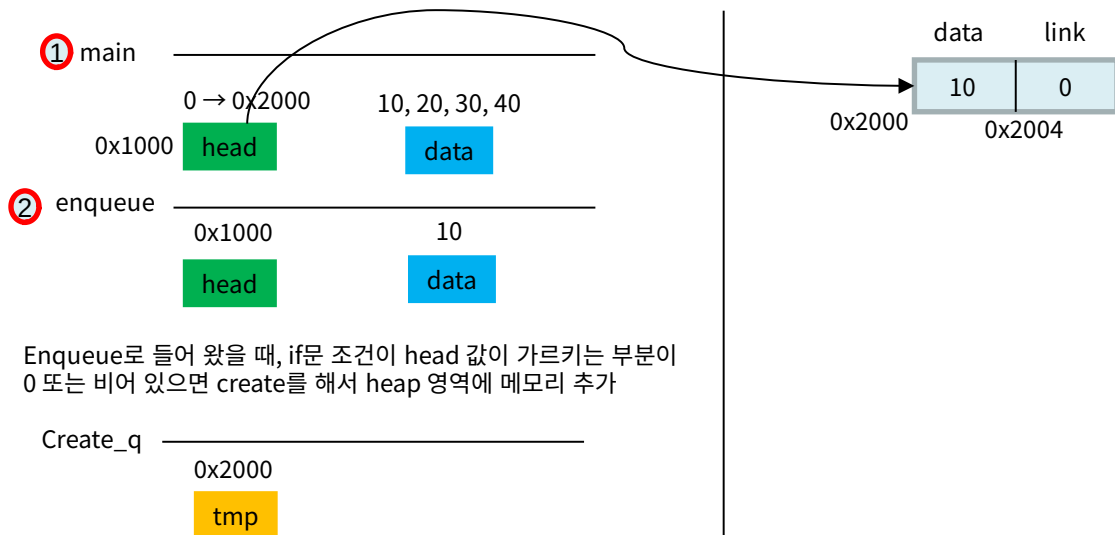 1 main
data link
0 → 0x2000 10, 20, 30, 40
10 0
0x2000 0x2004
0x1000 head data
2 enqueue
0x1000 10
head data
Enqueue로 들어 왔을 때, if문 조건이 head 값이 가르키는 부분이
0 또는 비어 있으면 create를 해서 heap 영역에 메모리 추가
Create_q
0x2000
tmp